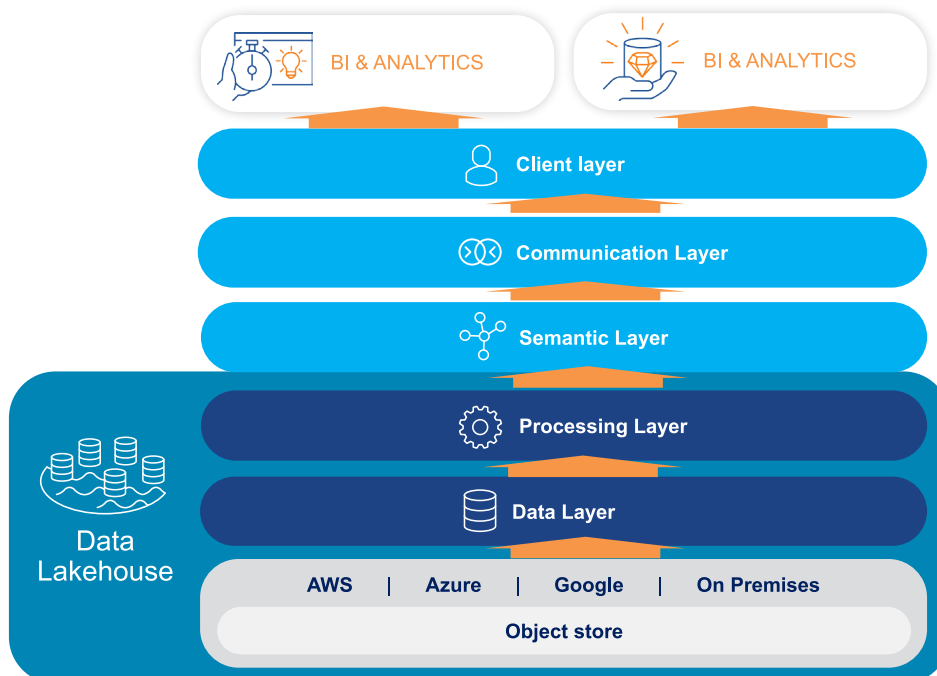 BI & ANALYTICS
BI & ANALYTICS
Client layer
Communication Layer
Semantic Layer
Processing Layer
Data Layer
Data
Lakehouse
AWS | Azure | Google | On Premises
Object store